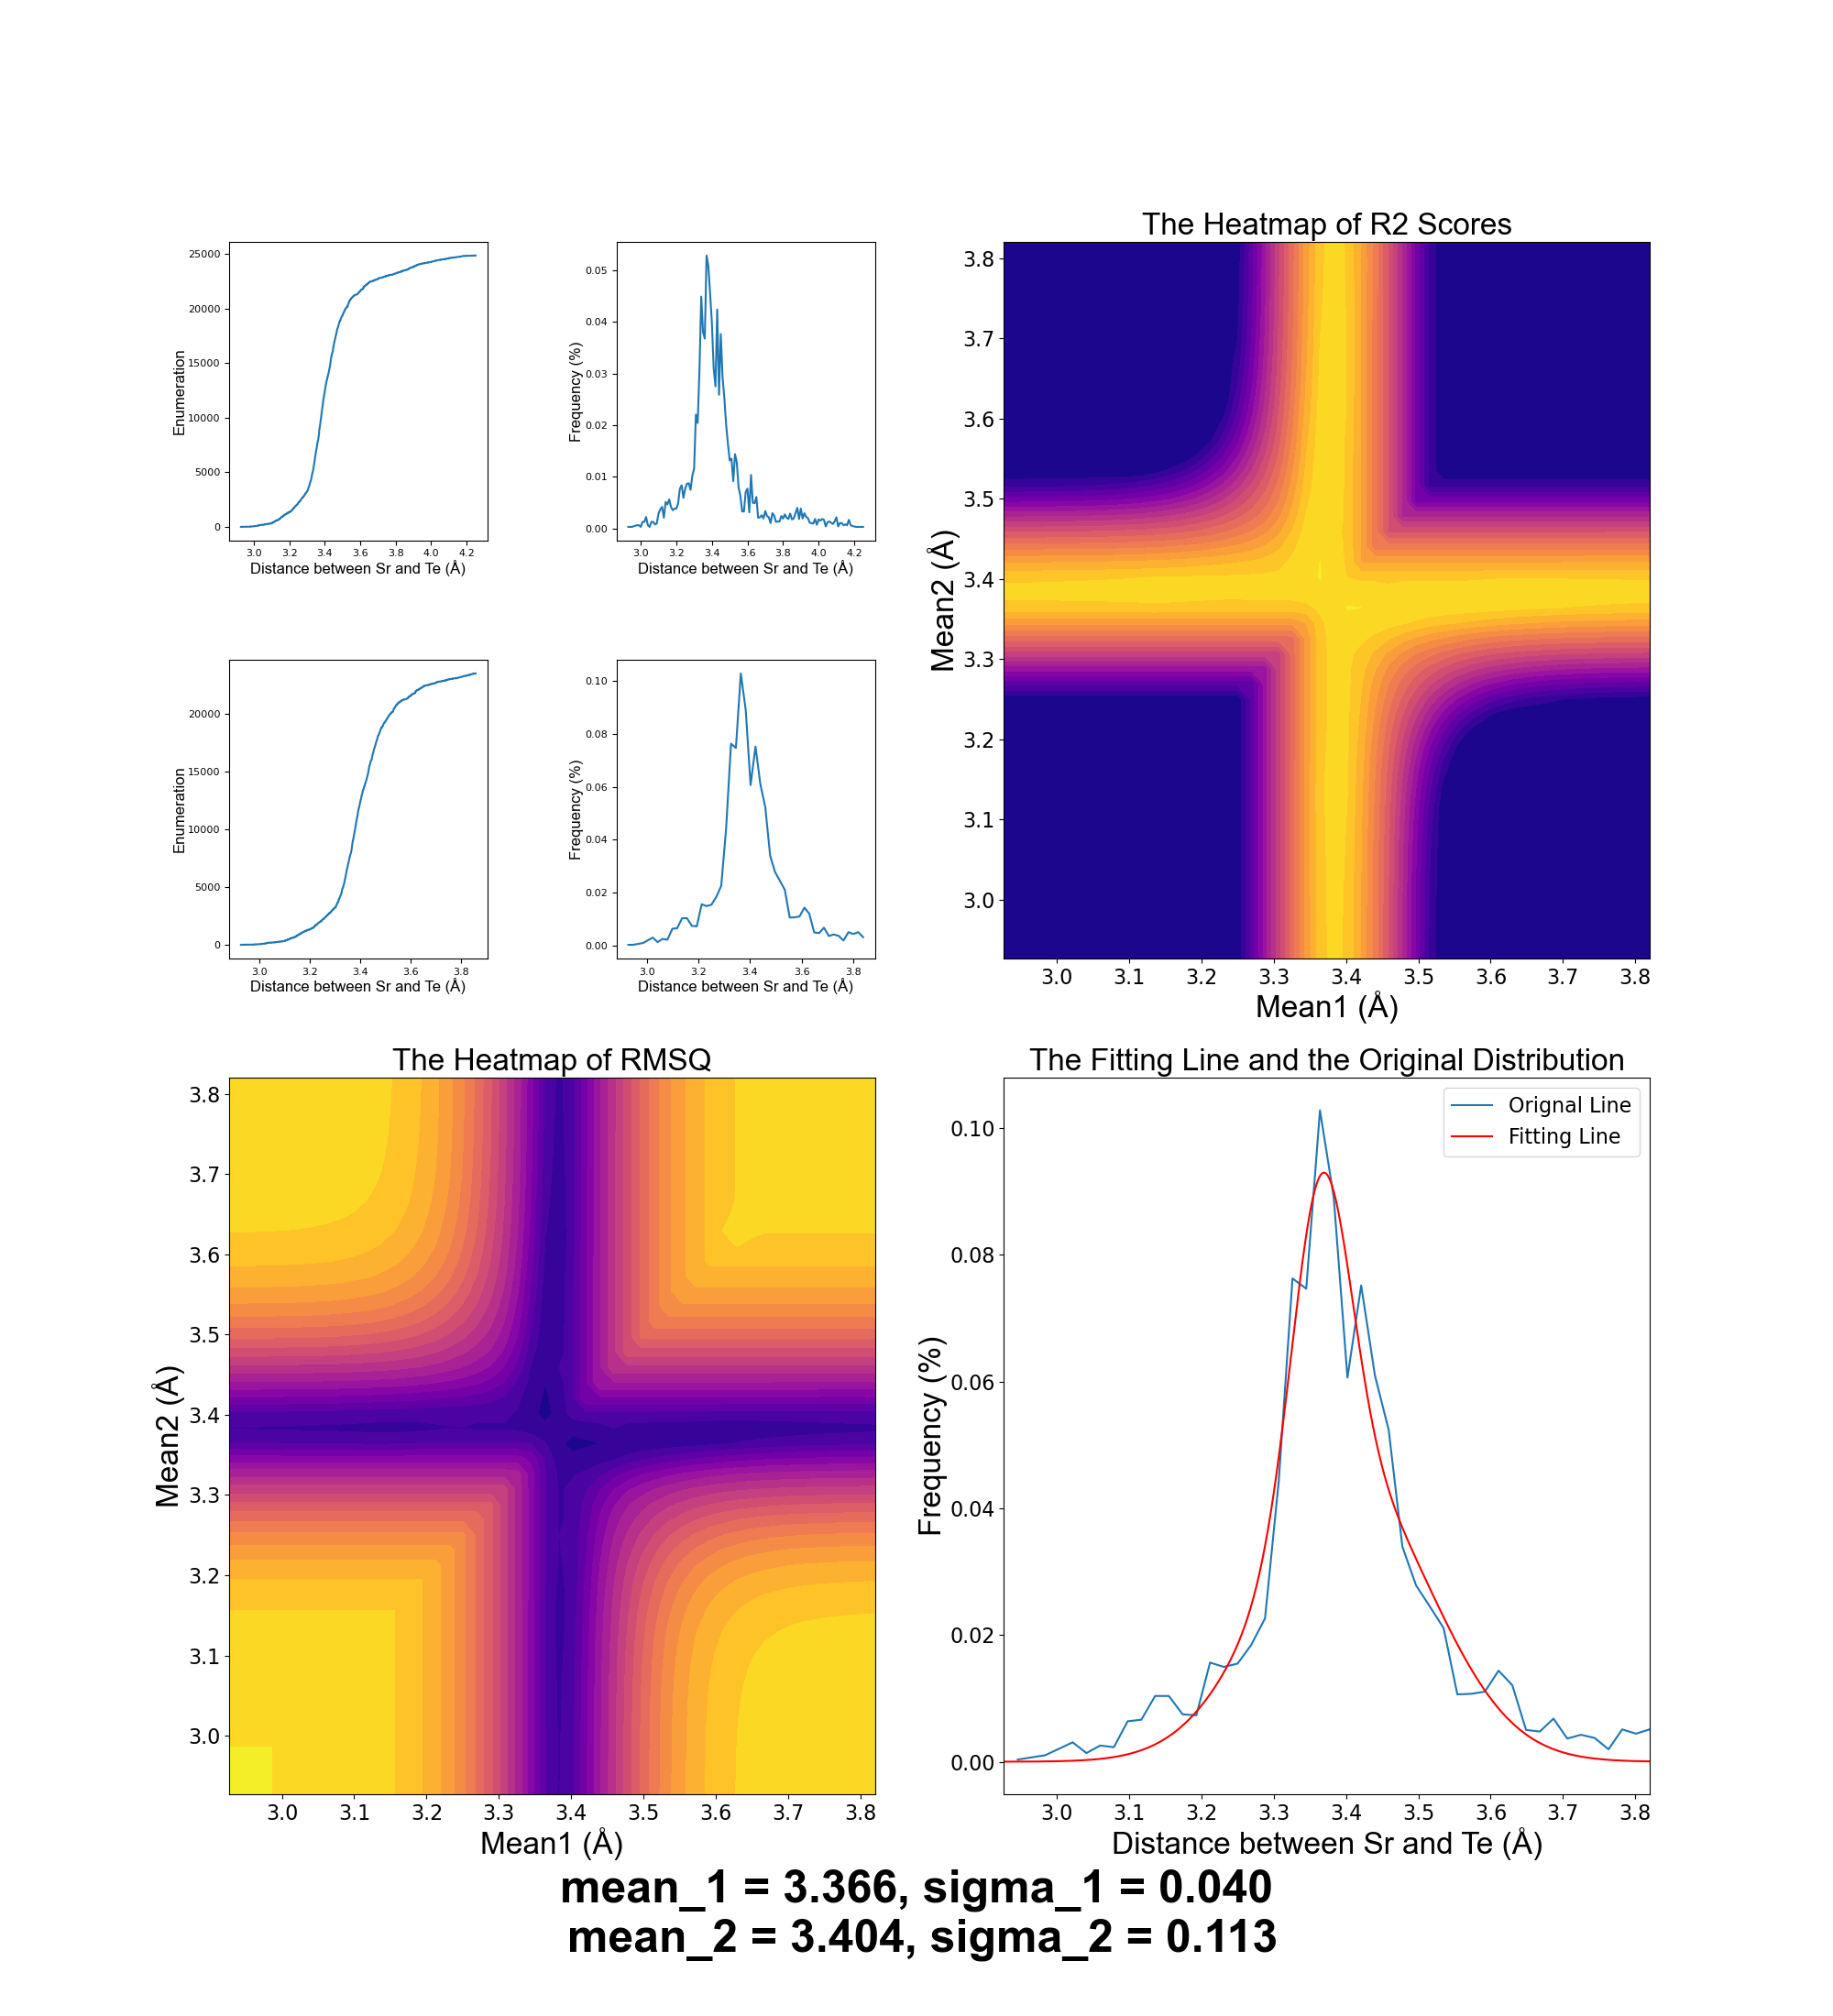 25000
20000
15000
10000
5000
0
Enumeration
3.0 3.2 3.4 3.6 3.8 4.0 4.2
Distance between Sr and Te (Å)
0.05
0.04
0.03
0.02
0.01
0.00
Frequency (%)
3.0 3.2 3.4 3.6 3.8 4.0 4.2
Distance between Sr and Te (Å)
20000
15000
10000
5000
0
Enumeration
3.0 3.2 3.4 3.6 3.8
Distance between Sr and Te (Å)
0.10
0.08
0.06
0.04
0.02
0.00
Frequency (%)
3.0 3.2 3.4 3.6 3.8
Distance between Sr and Te (Å)
The Heatmap of R2 Scores
3.8
3.7
3.6
3.5
3.4
3.3
3.2
3.1
3.0
Mean2 (Å)
3.0 3.1 3.2 3.3 3.4 3.5 3.6 3.7 3.8
Mean1 (Å)
The Heatmap of RMSQ
3.8
3.7
3.6
3.5
3.4
3.3
3.2
3.1
3.0
Mean2 (Å)
3.0 3.1 3.2 3.3 3.4 3.5 3.6 3.7 3.8
Mean1 (Å)
The Fitting Line and the Original Distribution
Orignal Line
Fitting Line
0.10
0.08
0.06
0.04
0.02
0.00
Frequency (%)
3.0 3.1 3.2 3.3 3.4 3.5 3.6 3.7 3.8
Distance between Sr and Te (Å)
mean_1 = 3.366, sigma_1 = 0.040
mean_2 = 3.404, sigma_2 = 0.113